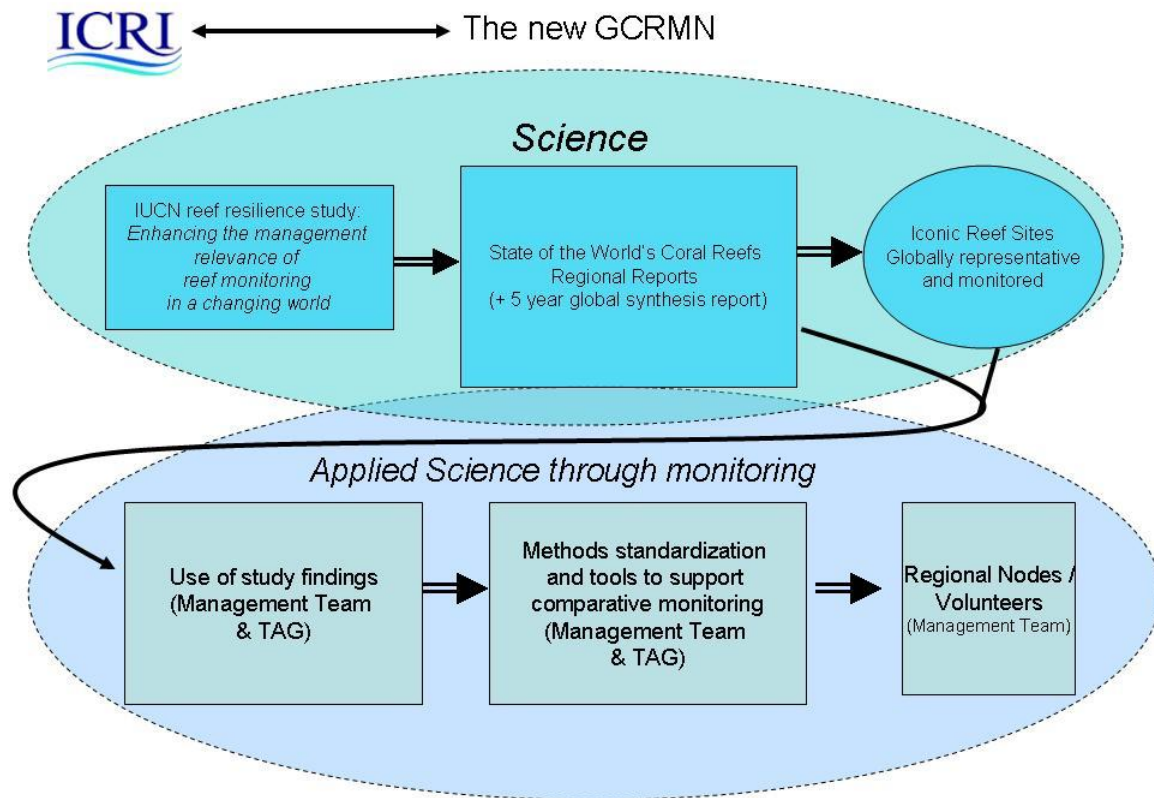 ICRI
The new GCRMN
Science
IUCN reef resilience study:
Enhancing the management
relevance of
reef monitoring
in a changing world
State of the World's Coral Reefs
Regional Reports
(+ 5 year global synthesis report)
Iconic Reef Sites
Globally representative
and monitored
Applied Science through monitoring
Use of study findings
(Management Team
& TAG)
Methods standardization
and tools to support
comparative monitoring
(Management Team
& TAG)
Regional Nodes /
Volunteers
(Management Team)